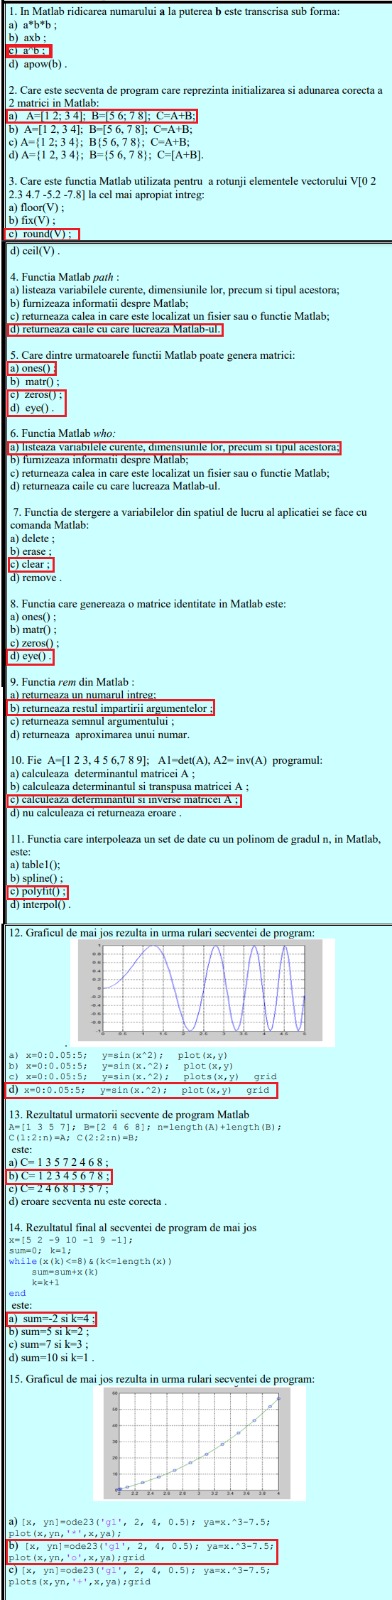 1. In Matlab ridicarea numarului a la puterea b este transcrisa sub forma:
a) a*b*b ;
b) axb ;
c) a^b ;
d) apow(b) .
2. Care este secventa de program care reprezinta initializarea si adunarea corecta a
2 matrici in Matlab:
a) A=[1 2; 3 4]; B=[5 6; 7 8]; C=A+B;
b) A=[1 2, 3 4]; B=[5 6, 7 8]; C=A+B;
c) A={1 2; 3 4}; B{5 6, 7 8}; C=A+B;
d) A={1 2, 3 4}; B={5 6, 7 8}; C=[A+B].
3. Care este functia Matlab utilizata pentru a rotunji elementele vectorului V[0 2
2.3 4.7 -5.2 -7.8] la cel mai apropiat intreg:
a) floor(V) ;
b) fix(V) ;
c) round(V) ;
d) ceil(V) .
4. Functia Matlab path :
a) listeaza variabilele curente, dimensiunile lor, precum si tipul acestora;
b) furnizeaza informatii despre Matlab;
c) returneaza calea in care este localizat un fisier sau o functie Matlab;
d) returneaza caile cu care lucreaza Matlab-ul.
5. Care dintre urmatoarele functii Matlab poate genera matrici:
a) ones() ;
b) matr() ;
c) zeros() ;
d) eye() .
6. Functia Matlab who:
a) listeaza variabilele curente, dimensiunile lor, precum si tipul acestora;
b) furnizeaza informatii despre Matlab;
c) returneaza calea in care este localizat un fisier sau o functie Matlab;
d) returneaza caile cu care lucreaza Matlab-ul.
7. Functia de stergere a variabilelor din spatiul de lucru al aplicatiei se face cu
comanda Matlab:
a) delete ;
b) erase ;
c) clear ;
d) remove .
8. Functia care genereaza o matrice identitate in Matlab este:
a) ones() ;
b) matr() ;
c) zeros() ;
d) eye() .
9. Functia rem din Matlab :
a) returneaza un numarul intreg;
b) returneaza restul impartirii argumentelor ;
c) returneaza semnul argumentului ;
d) returneaza aproximarea unui numar.
10. Fie A=[1 2 3, 4 5 6,7 8 9]; A1=det(A), A2= inv(A) programul:
a) calculeaza determinantul matricei A ;
b) calculeaza determinantul si transpusa matricei A ;
c) calculeaza determinantul si inverse matricei A ;
d) nu calculeaza ci returneaza eroare .
11. Functia care interpoleaza un set de date cu un polinom de gradul n, in Matlab,
este:
a) table1();
b) spline() ;
c) polyfit() ;
d) interpol() .
12. Graficul de mai jos rezulta in urma rulari secventei de program:
a) x=0:0.05:5; y=sin(x^2); plot(x,y)
b) x=0:0.05:5; y=sin(x.^2); plot(x,y)
c) x=0:0.05:5; y=sin(x.^2); plots(x,y) grid
d) x=0:0.05:5; y=sin(x.^2); plot(x,y) grid
13. Rezultatul urmatorii secvente de program Matlab
A=[1 3 5 7]; B=[2 4 6 8]; n=length(A)+length(B);
C(1:2:n)=A; C(2:2:n)=B;
este:
a) C= 1 3 5 7 2 4 6 8 ;
b) C= 1 2 3 4 5 6 7 8 ;
c) C= 2 4 6 8 1 3 5 7 ;
d) eroare secventa nu este corecta .
14. Rezultatul final al secventei de program de mai jos
x=[5 2 -9 10 -1 9 -1];
sum=0; k=1;
while(x(k)<=8)&(k<=length(x))
sum=sum+x(k)
k=k+1
end
este:
a) sum=-2 si k=4 ;
b) sum=5 si k=2 ;
c) sum=7 si k=3 ;
d) sum=10 si k=1 .
15. Graficul de mai jos rezulta in urma rulari secventei de program:
a) [x, yn]=ode23('g1', 2, 4, 0.5); ya=x.^3-7.5;
plot(x,yn,'*',x,ya);
b) [x, yn]=ode23('g1', 2, 4, 0.5); ya=x.^3-7.5;
plot(x,yn,'o',x,ya);grid
c) [x, yn]=ode23('g1', 2, 4, 0.5); ya=x.^3-7.5;
plots(x,yn,'+',x,ya);grid